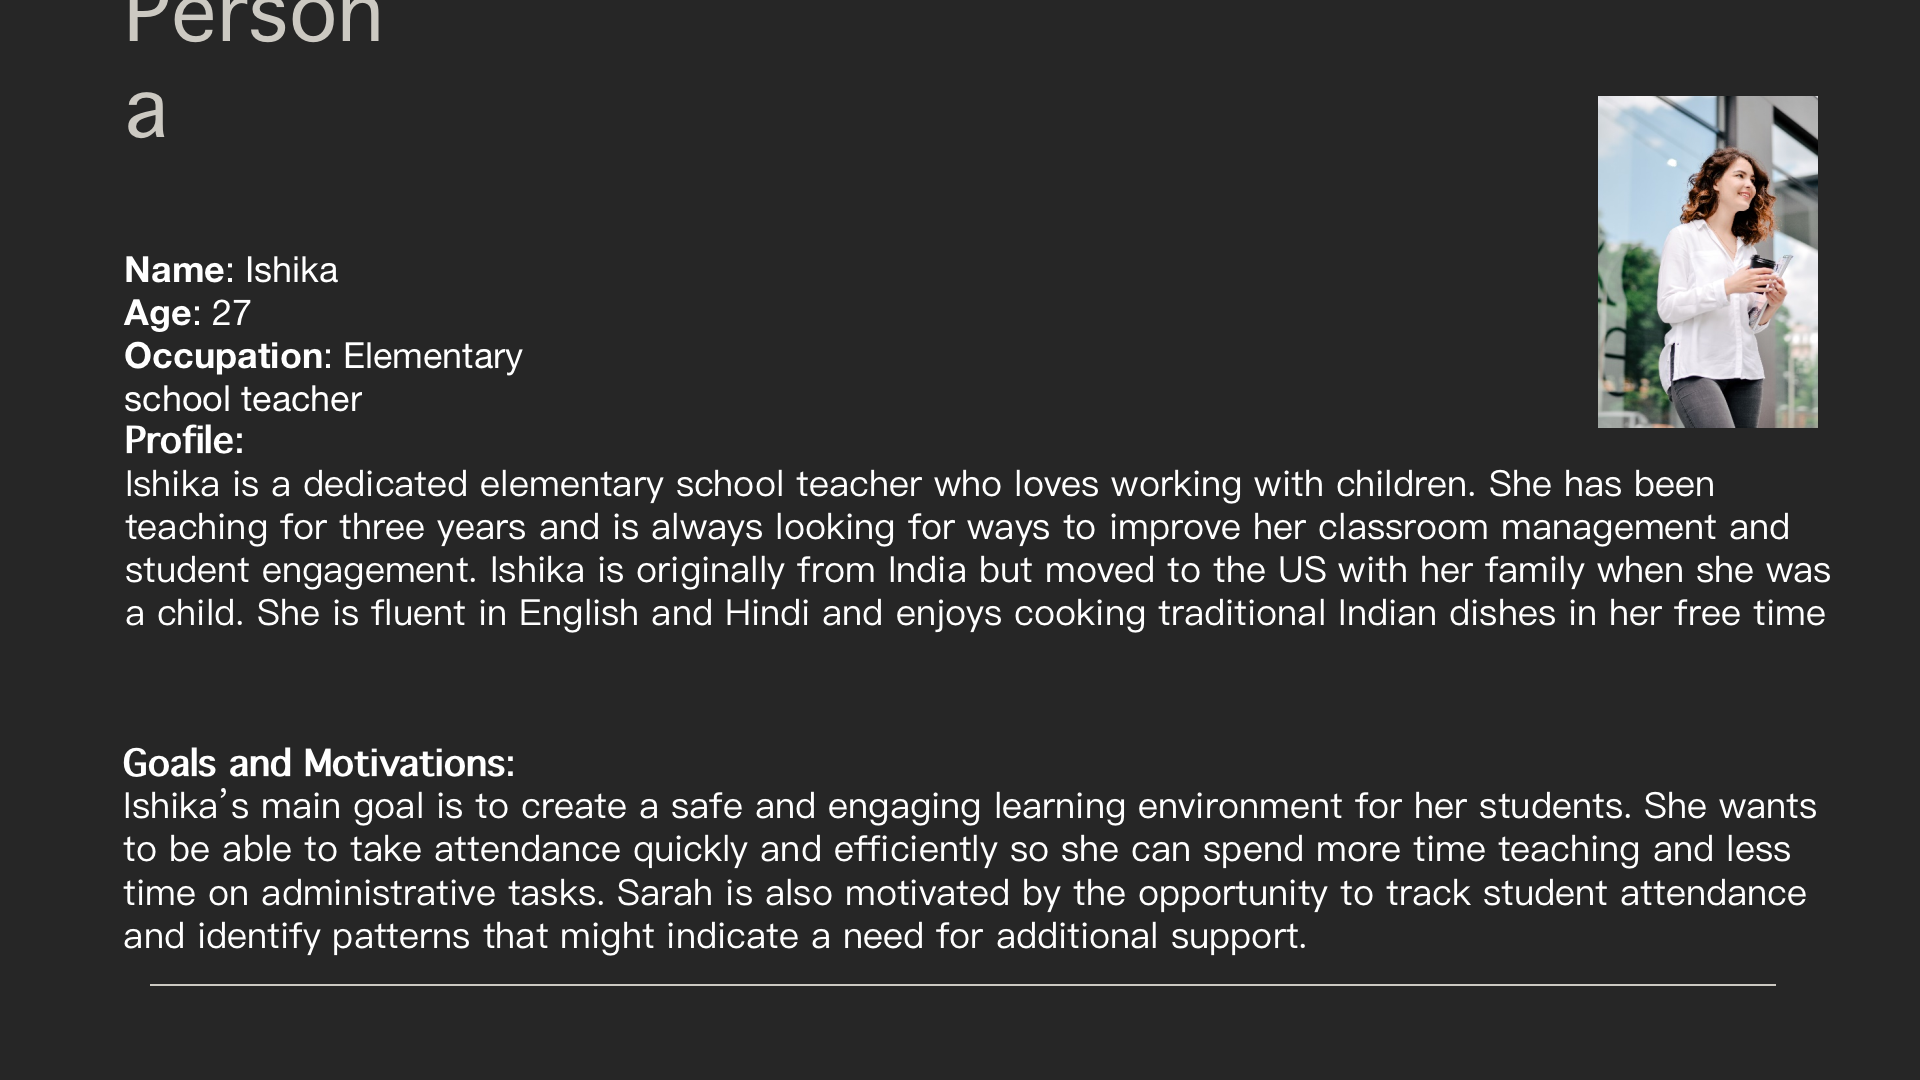 Person
a
Name: Ishika
Age: 27
Occupation: Elementary
school teacher
Profile:
Ishika is a dedicated elementary school teacher who loves working with children. She has been
teaching for three years and is always looking for ways to improve her classroom management and
student engagement. Ishika is originally from India but moved to the US with her family when she was
a child. She is fluent in English and Hindi and enjoys cooking traditional Indian dishes in her free time
Goals and Motivations:
Ishika’s main goal is to create a safe and engaging learning environment for her students. She wants
to be able to take attendance quickly and efficiently so she can spend more time teaching and less
time on administrative tasks. Sarah is also motivated by the opportunity to track student attendance
and identify patterns that might indicate a need for additional support.